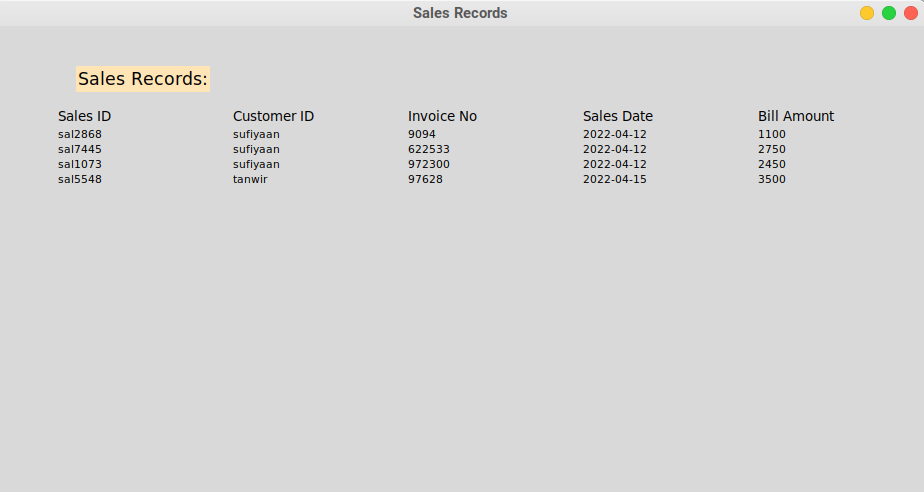 Sales Records
Sales Records:
Sales ID Customer ID Invoice No Sales Date Bill Amount
sal2868 sufiyaan 9094 2022-04-12 1100
sal7445 sufiyaan 622533 2022-04-12 2750
sal1073 sufiyaan 972300 2022-04-12 2450
sal5548 tanwir 97628 2022-04-15 3500